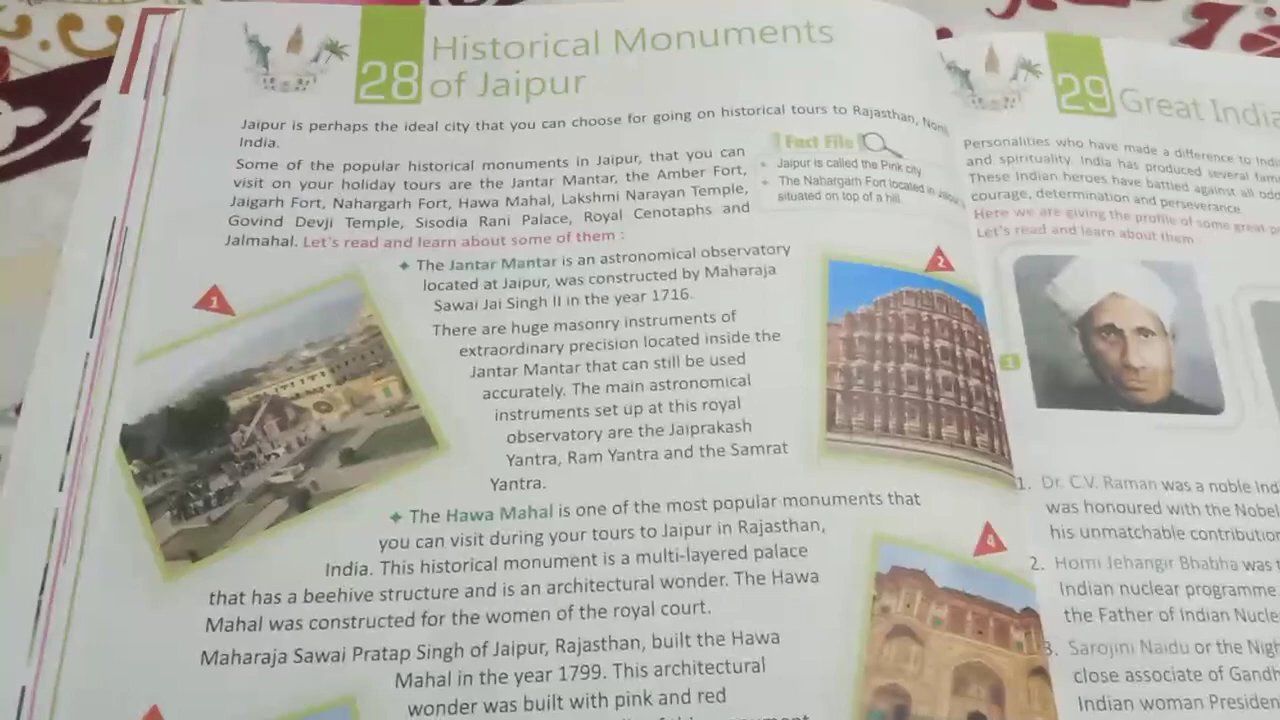 28
Historical Monuments
of Jaipur
Jaipur is perhaps the ideal city that you can choose for going on historical tours to Rajasthan, North
India.
Some of the popular historical monuments in Jaipur, that you can
visit on your holiday tours are the Jantar Mantar, the Amber Fort,
Jaigarh Fort, Nahargarh Fort, Hawa Mahal, Lakshmi Narayan Temple,
Govind Devji Temple, Sisodia Rani Palace, Royal Cenotaphs and
Jalmahal. Let's read and learn about some of them :
Fact File
Jaipur is called the Pink city
The Nahargarh Fort located in
situated on top of a hill.
1
✦ The Jantar Mantar is an astronomical observatory
located at Jaipur, was constructed by Maharaja
Sawai Jai Singh II in the year 1716.
There are huge masonry instruments of
extraordinary precision located inside the
Jantar Mantar that can still be used
accurately. The main astronomical
instruments set up at this royal
observatory are the Jaiprakash
Yantra, Ram Yantra and the Samrat
Yantra.
2
✦ The Hawa Mahal is one of the most popular monuments that
you can visit during your tours to Jaipur in Rajasthan,
India. This historical monument is a multi-layered palace
that has a beehive structure and is an architectural wonder. The Hawa
Mahal was constructed for the women of the royal court.
Maharaja Sawai Pratap Singh of Jaipur, Rajasthan, built the Hawa
Mahal in the year 1799. This architectural
wonder was built with pink and red
4
29
Great India
Personalities who have made a difference to
and spirituality. India has produced several
These Indian heroes have battled against all
courage, determination and perseverance.
Here we are giving the profile of some great
Let's read and learn about them
1
1. Dr. C.V. Raman was a noble Ind
was honoured with the Nobel
his unmatchable contribution
2. Homi Jehangir Bhabha was
Indian nuclear programme.
the Father of Indian Nucle
3. Sarojini Naidu or the Nigh
close associate of Gandh
Indian woman Presiden